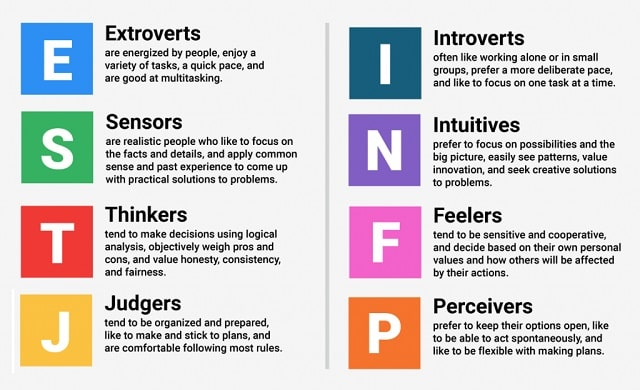 E
Extroverts
are energized by people, enjoy a
variety of tasks, a quick pace, and
are good at multitasking.
S
Sensors
are realistic people who like to focus on
the facts and details, and apply common
sense and past experience to come up
with practical solutions to problems.
T
Thinkers
tend to make decisions using logical
analysis, objectively weigh pros and
cons, and value honesty, consistency,
and fairness.
J
Judgers
tend to be organized and prepared,
like to make and stick to plans, and
are comfortable following most rules.
I
Introverts
often like working alone or in small
groups, prefer a more deliberate pace,
and like to focus on one task at a time.
N
Intuitives
prefer to focus on possibilities and the
big picture, easily see patterns, value
innovation, and seek creative solutions
to problems.
F
Feelers
tend to be sensitive and cooperative,
and decide based on their own personal
values and how others will be affected
by their actions.
P
Perceivers
prefer to keep their options open, like
to be able to act spontaneously, and
like to be flexible with making plans.